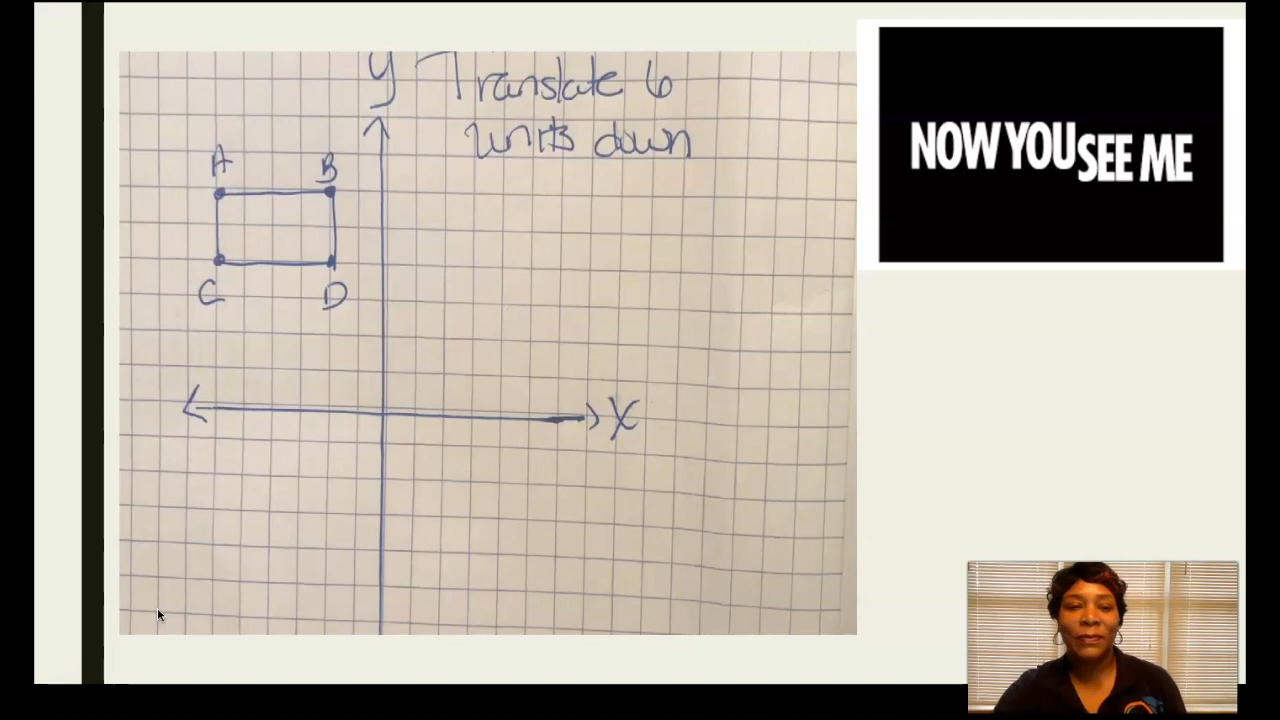 y Translate 6
units down
A B
C D
X
NOW YOU SEE ME